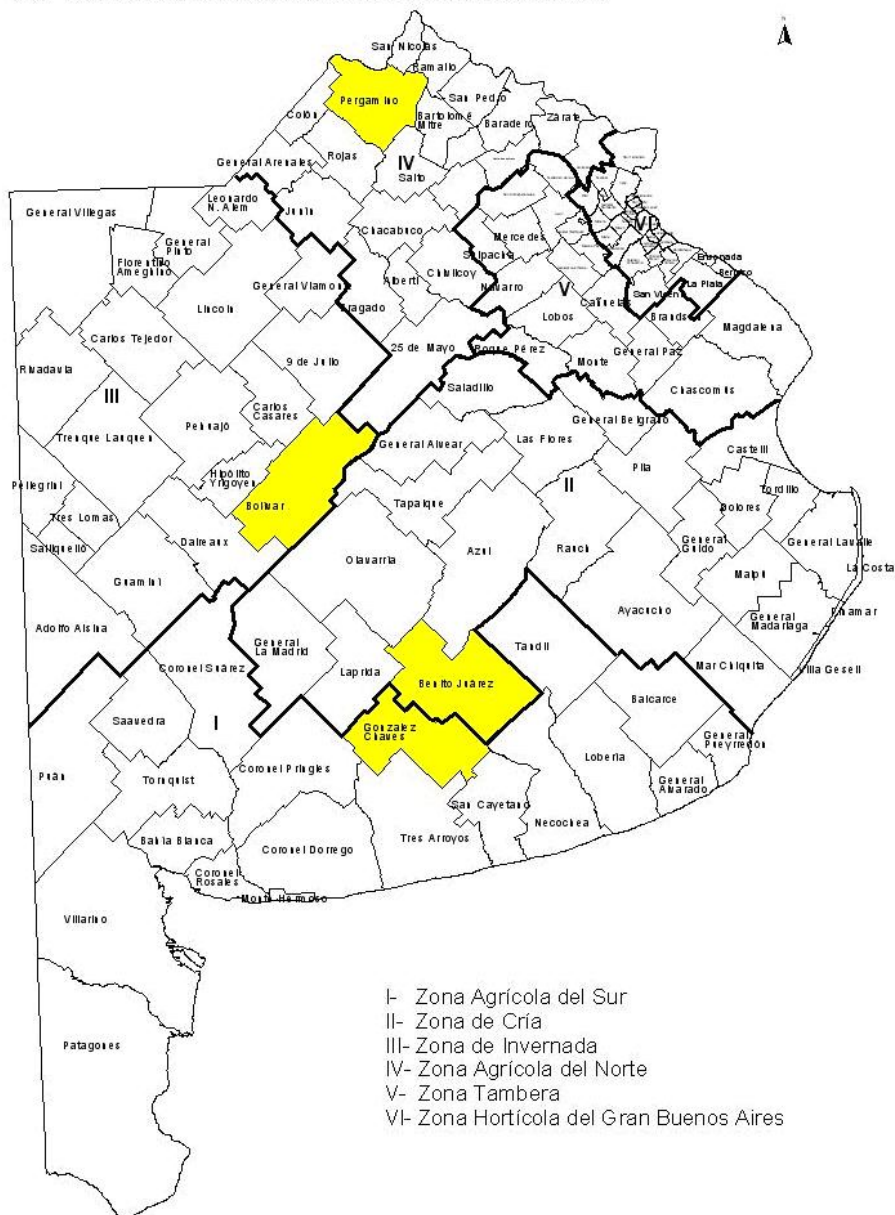 San Nicolas
Ramallo
Pergamino
San Pedro
Colón
Bartolomé
Mitre
Baradero
Zárate
Rojas
General Arenales
IV
Salto
Leonardo
N. Alem
General Villegas
Junín
General
Pinto
Chacabuco
Mercedes
VI
Florentino
Ameghino
Suipacha
Ensenada
Berisso
Alberti
Chivilcoy
General Viamonte
Navarro
La Plata
San Vicente
Lincoln
Bragado
V
Cañuelas
Lobos
Brandsen
Magdalena
Carlos Tejedor
25 de Mayo
Roque Pérez
General Paz
9 de Julio
Monte
Rivadavia
Saladillo
Chascomus
III
Carlos
Casares
Pehuajó
General Belgrano
Trenque Lauquen
General Alvear
Las Flores
Castelli
Pila
Hipólito
Yrigoyen
Pellegrini
II
Tordillo
Tapalque
Bolivar
Dolores
Tres Lomas
Daireaux
Azul
General
Guido
General Lavalle
Salliquelló
Rauch
Olavarria
La Costa
Guaminí
Maipú
Ayacucho
Pinamar
General
Madariaga
Adolfo Alsina
General
La Madrid
Tandil
Coronel Suárez
Laprida
Mar Chiquita
Villa Gesell
Benito Juárez
Balcarce
Saavedra
I
Gonzalez
Chaves
General
Pueyrredón
Lobería
Puán
Coronel Pringles
Tornquist
General
Alvarado
San Cayetano
Necochea
Bahía Blanca
Tres Arroyos
Coronel Dorrego
Coronel
Rosales
Monte Hermoso
Villarino
Patagones
I- Zona Agrícola del Sur
II- Zona de Cría
III- Zona de Invernada
IV- Zona Agrícola del Norte
V- Zona Tambera
VI- Zona Hortícola del Gran Buenos Aires